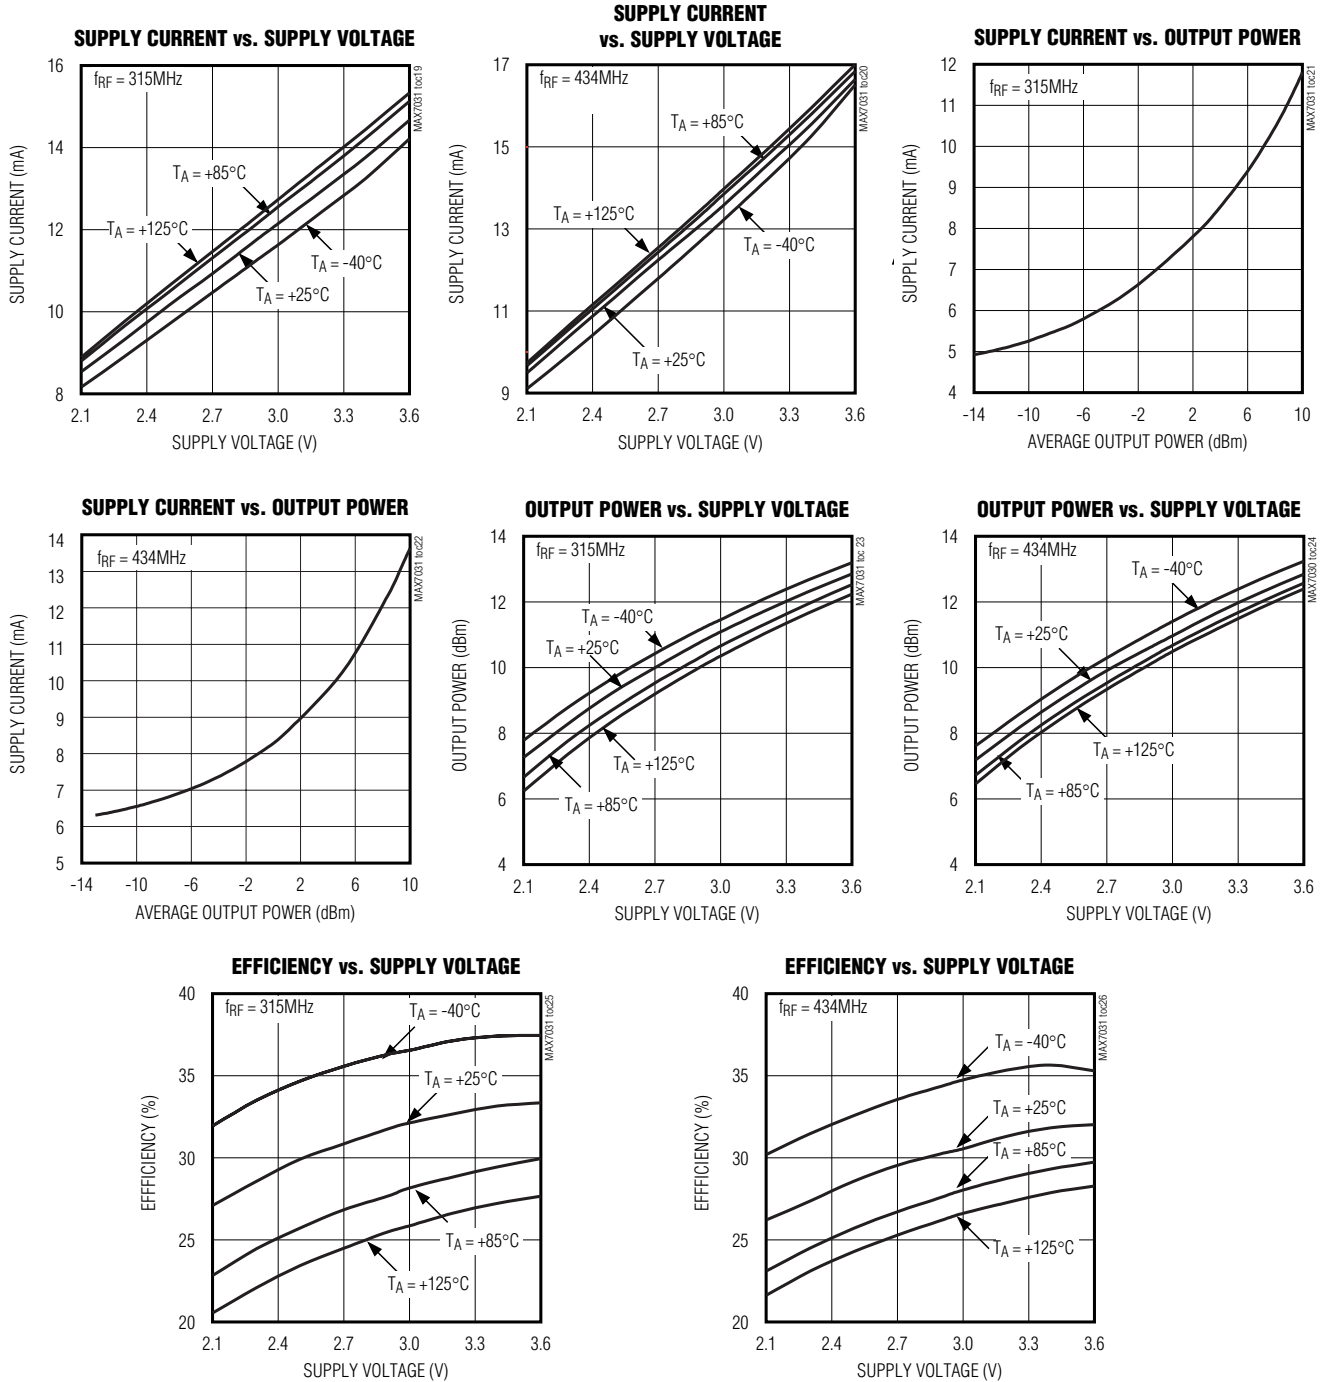 SUPPLY CURRENT vs. SUPPLY VOLTAGE
16
14
12
10
8
SUPPLY CURRENT (mA)
fRF = 315MHz
MAX7031 toc19
TA = +85°C
TA = +125°C
TA = -40°C
TA = +25°C
2.1 2.4 2.7 3.0 3.3 3.6
SUPPLY VOLTAGE (V)
SUPPLY CURRENT
vs. SUPPLY VOLTAGE
17
15
13
11
9
SUPPLY CURRENT (mA)
fRF = 434MHz
MAX7031 toc20
TA = +85°C
TA = +125°C
TA = -40°C
TA = +25°C
2.1 2.4 2.7 3.0 3.3 3.6
SUPPLY VOLTAGE (V)
SUPPLY CURRENT vs. OUTPUT POWER
12
11
10
9
8
7
6
5
4
SUPPLY CURRENT (mA)
fRF = 315MHz
MAX7031 toc21
-14 -10 -6 -2 2 6 10
AVERAGE OUTPUT POWER (dBm)
SUPPLY CURRENT vs. OUTPUT POWER
14
13
12
11
10
9
8
7
6
5
SUPPLY CURRENT (mA)
fRF = 434MHz
MAX7031 toc22
-14 -10 -6 -2 2 6 10
AVERAGE OUTPUT POWER (dBm)
OUTPUT POWER vs. SUPPLY VOLTAGE
14
12
10
8
6
4
OUTPUT POWER (dBm)
fRF = 315MHz
MAX7031 toc 23
TA = -40°C
TA = +25°C
TA = +125°C
TA = +85°C
2.1 2.4 2.7 3.0 3.3 3.6
SUPPLY VOLTAGE (V)
OUTPUT POWER vs. SUPPLY VOLTAGE
14
12
10
8
6
4
OUTPUT POWER (dBm)
fRF = 434MHz
MAX7030 toc24
TA = -40°C
TA = +25°C
TA = +125°C
TA = +85°C
2.1 2.4 2.7 3.0 3.3 3.6
SUPPLY VOLTAGE (V)
EFFICIENCY vs. SUPPLY VOLTAGE
40
35
30
25
20
EFFFICIENCY (%)
fRF = 315MHz
MAX7031 toc25
TA = -40°C
TA = +25°C
TA = +85°C
TA = +125°C
2.1 2.4 2.7 3.0 3.3 3.6
SUPPLY VOLTAGE (V)
EFFICIENCY vs. SUPPLY VOLTAGE
40
35
30
25
20
EFFFICIENCY (%)
fRF = 434MHz
MAX7031 toc26
TA = -40°C
TA = +25°C
TA = +85°C
TA = +125°C
2.1 2.4 2.7 3.0 3.3 3.6
SUPPLY VOLTAGE (V)